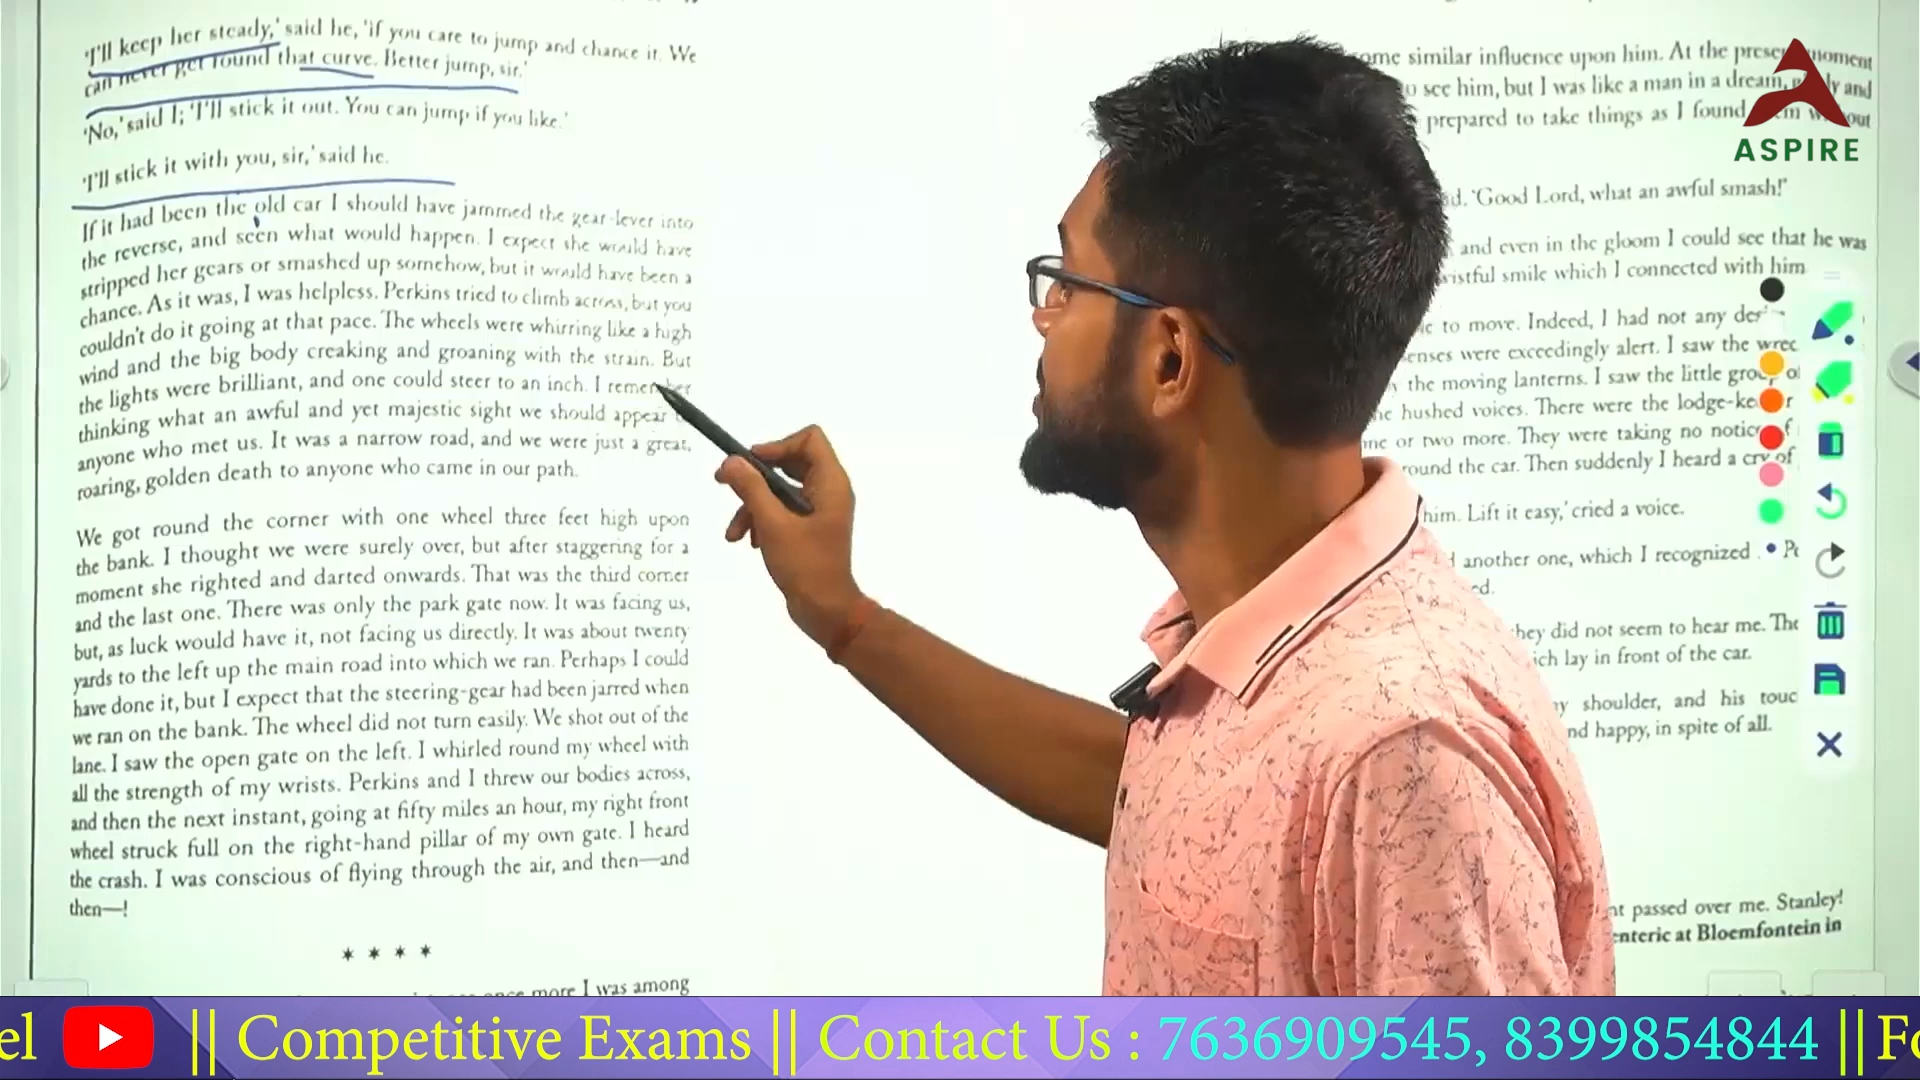 'I'll keep her steady,' said he, 'if you care to jump and chance it. We
can never get round that curve. Better jump, sir.'
'No,' said I; 'I'll stick it out. You can jump if you like.'
'I'll stick it with you, sir,' said he.
If it had been the old car I should have jammed the gear-lever into
the reverse, and seen what would happen. I expect she would have
stripped her gears or smashed up somehow, but it would have been a
chance. As it was, I was helpless. Perkins tried to climb across, but you
couldn't do it going at that pace. The wheels were whirring like a high
wind and the big body creaking and groaning with the strain. But
the lights were brilliant, and one could steer to an inch. I remember
thinking what an awful and yet majestic sight we should appear
anyone who met us. It was a narrow road, and we were just a great,
roaring, golden death to anyone who came in our path.
We got round the corner with one wheel three feet high upon
the bank. I thought we were surely over, but after staggering for a
moment she righted and darted onwards. That was the third corner
and the last one. There was only the park gate now. It was facing us,
but, as luck would have it, not facing us directly. It was about twenty
yards to the left up the main road into which we ran. Perhaps I could
have done it, but I expect that the steering-gear had been jarred when
we ran on the bank. The wheel did not turn easily. We shot out of the
lane. I saw the open gate on the left. I whirled round my wheel with
all the strength of my wrists. Perkins and I threw our bodies across,
and then the next instant, going at fifty miles an hour, my right front
wheel struck full on the right-hand pillar of my own gate. I heard
the crash. I was conscious of flying through the air, and then—and
then—!
* * * *
once more I was among
some similar influence upon him. At the present moment
see him, but I was like a man in a dream, and
prepared to take things as I found
'Good Lord, what an awful smash!'
and even in the gloom I could see that he was
wistful smile which I connected with him
to move. Indeed, I had not any
senses were exceedingly alert. I saw the
the moving lanterns. I saw the little group
hushed voices. There were the lodge-
one or two more. They were taking no notice of
round the car. Then suddenly I heard a cry of
him. Lift it easy,' cried a voice.
another one, which I recognized
they did not seem to hear me. The
which lay in front of the car.
my shoulder, and his
and happy, in spite of all.
passed over me. Stanley!
enteric at Bloemfontein in
ASPIRE
el || Competitive Exams || Contact Us : 7636909545, 8399854844 || Fo